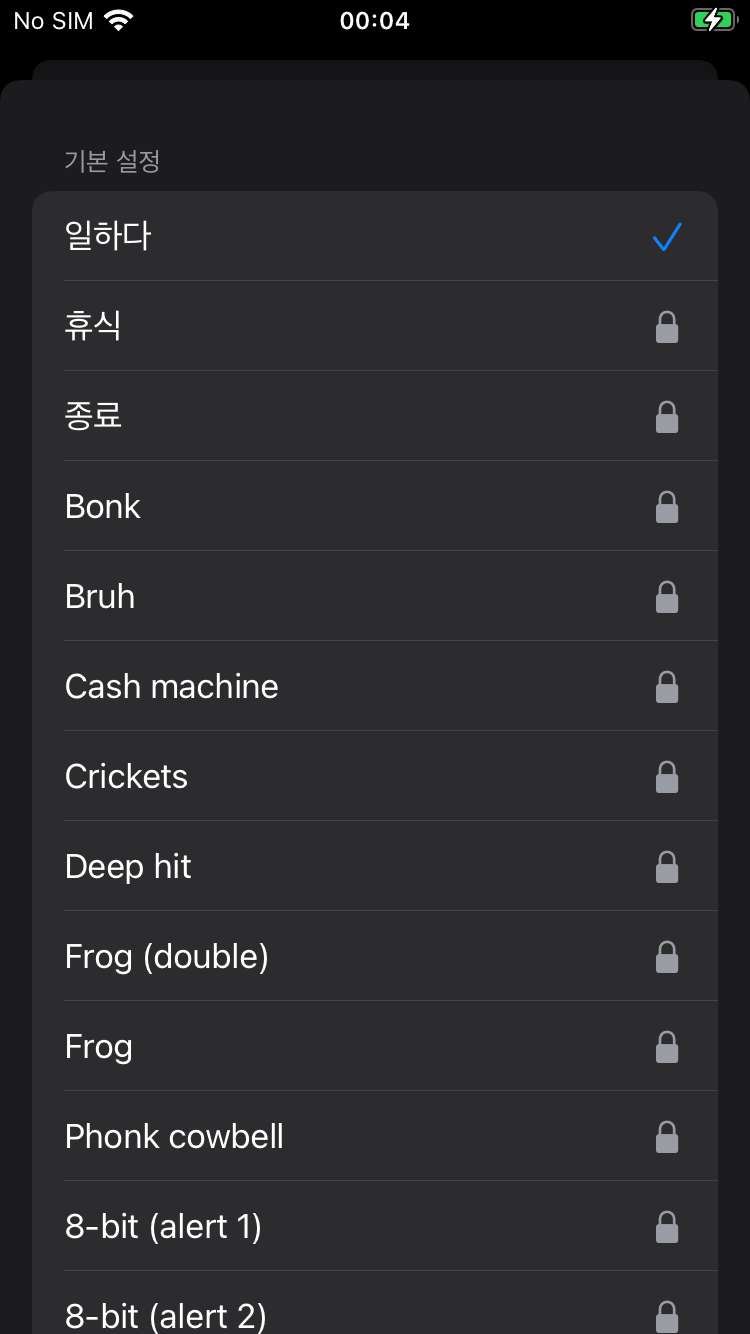 No SIM 00:04
기본 설정
일하다
휴식
종료
Bonk
Bruh
Cash machine
Crickets
Deep hit
Frog (double)
Frog
Phonk cowbell
8-bit (alert 1)
8-bit (alert 2)